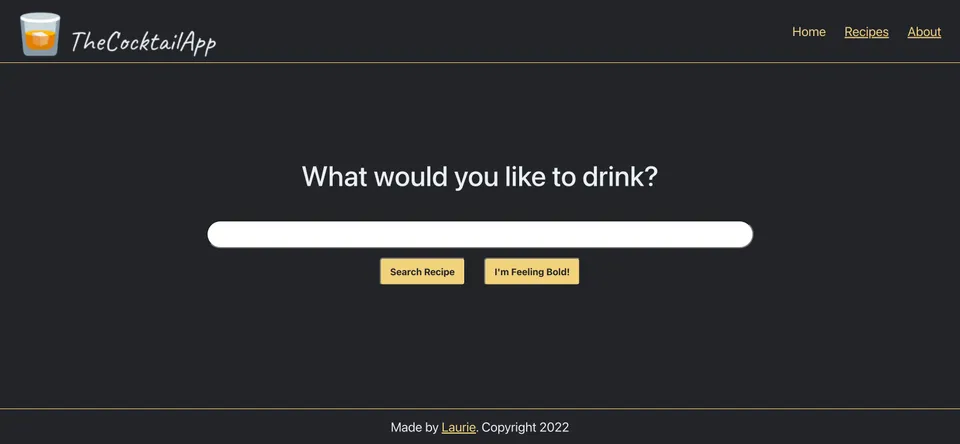 TheCocktailApp
Home Recipes About
What would you like to drink?
Search Recipe I'm Feeling Bold!
Made by Laurie. Copyright 2022